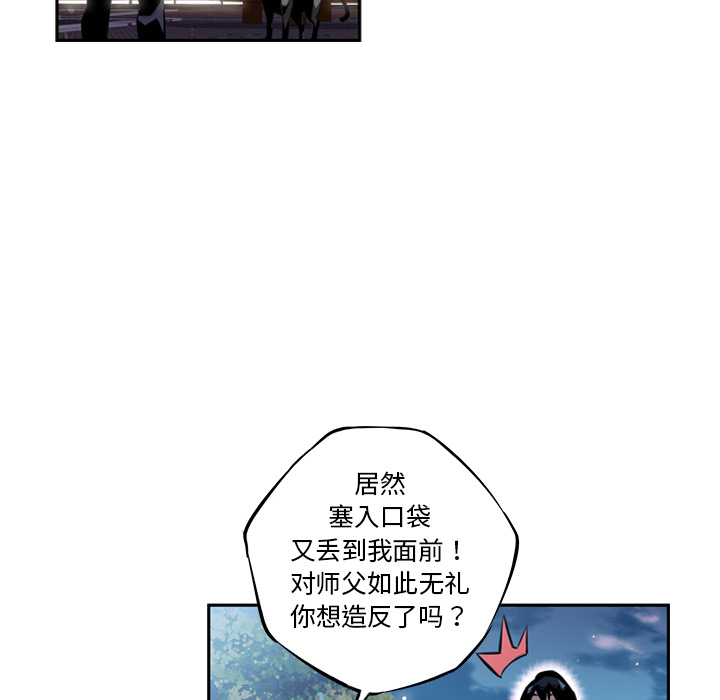 居然
塞入口袋
又丢到我面前！
对师父如此无礼
你想造反了吗？